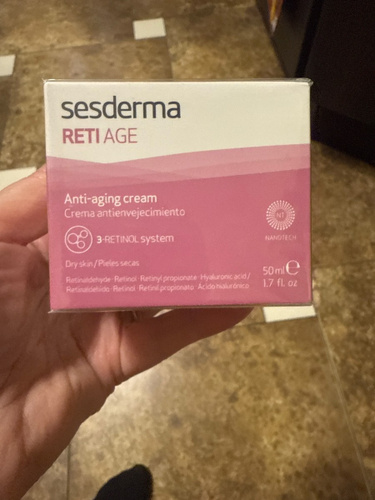 sesderma
RETI AGE
Anti-aging cream
Crema antienvejecimiento
3-RETINOL system
NANOTECH
Dry skin / Pieles secas
50 ml ℮
1.7 fl. oz
Retinaldehyde · Retinol · Retinyl propionate · Hyaluronic acid /
Retinaldehído · Retinol · Retinil propionato · Ácido hialurónico